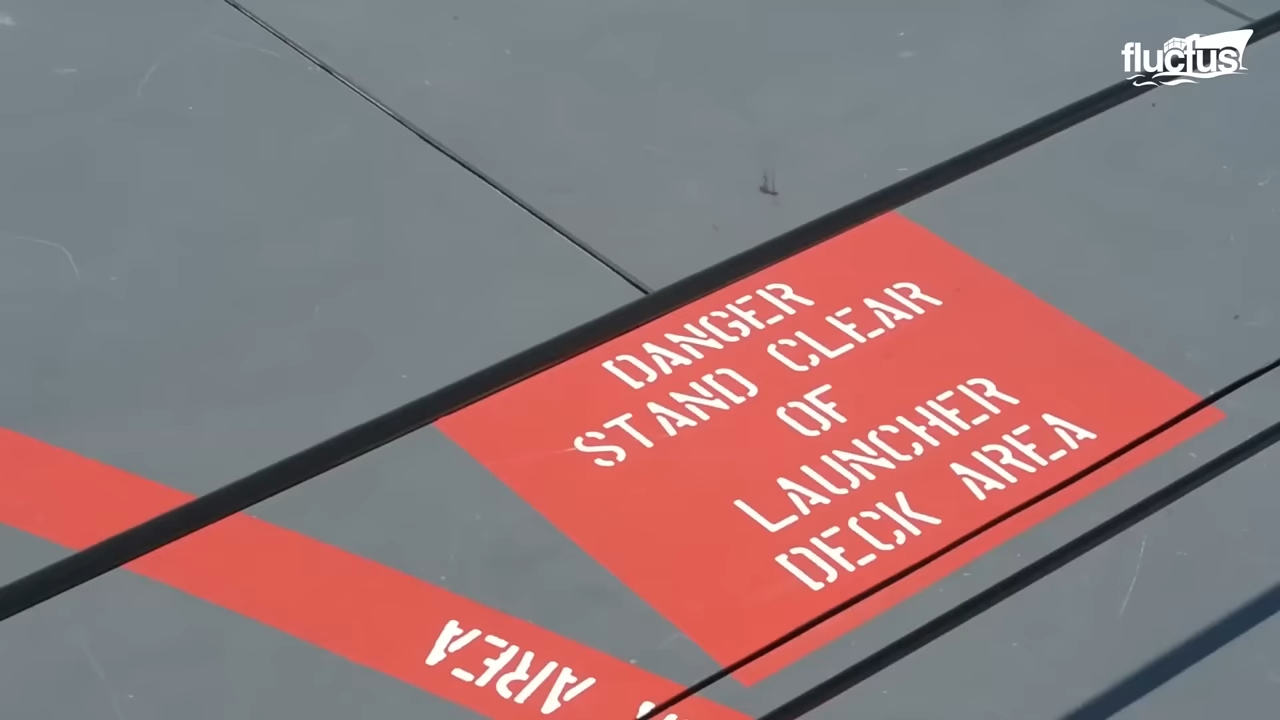 fluctus
DANGER
STAND CLEAR
OF
LAUNCHER
DECK AREA
AREA